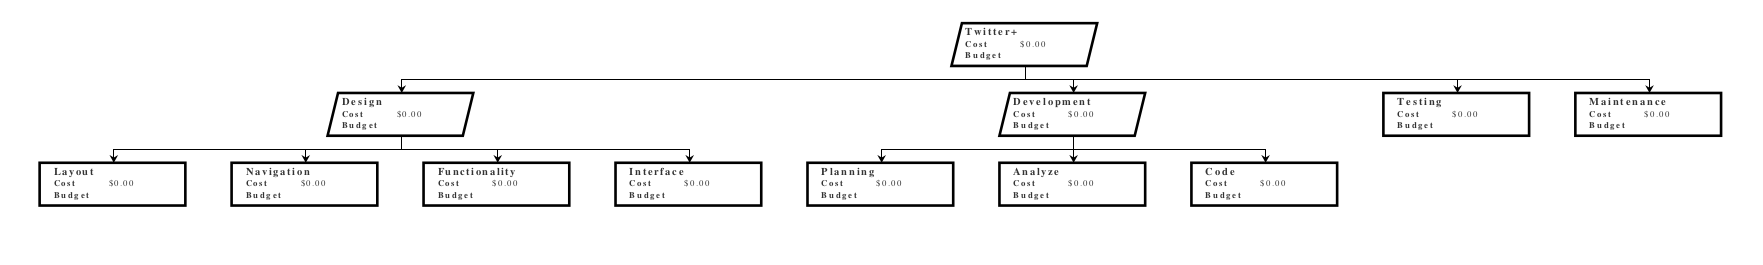 Twitter+
Cost $0.00
Budget
Design
Cost $0.00
Budget
Development
Cost $0.00
Budget
Testing
Cost $0.00
Budget
Maintenance
Cost $0.00
Budget
Layout
Cost $0.00
Budget
Navigation
Cost $0.00
Budget
Functionality
Cost $0.00
Budget
Interface
Cost $0.00
Budget
Planning
Cost $0.00
Budget
Analyze
Cost $0.00
Budget
Code
Cost $0.00
Budget